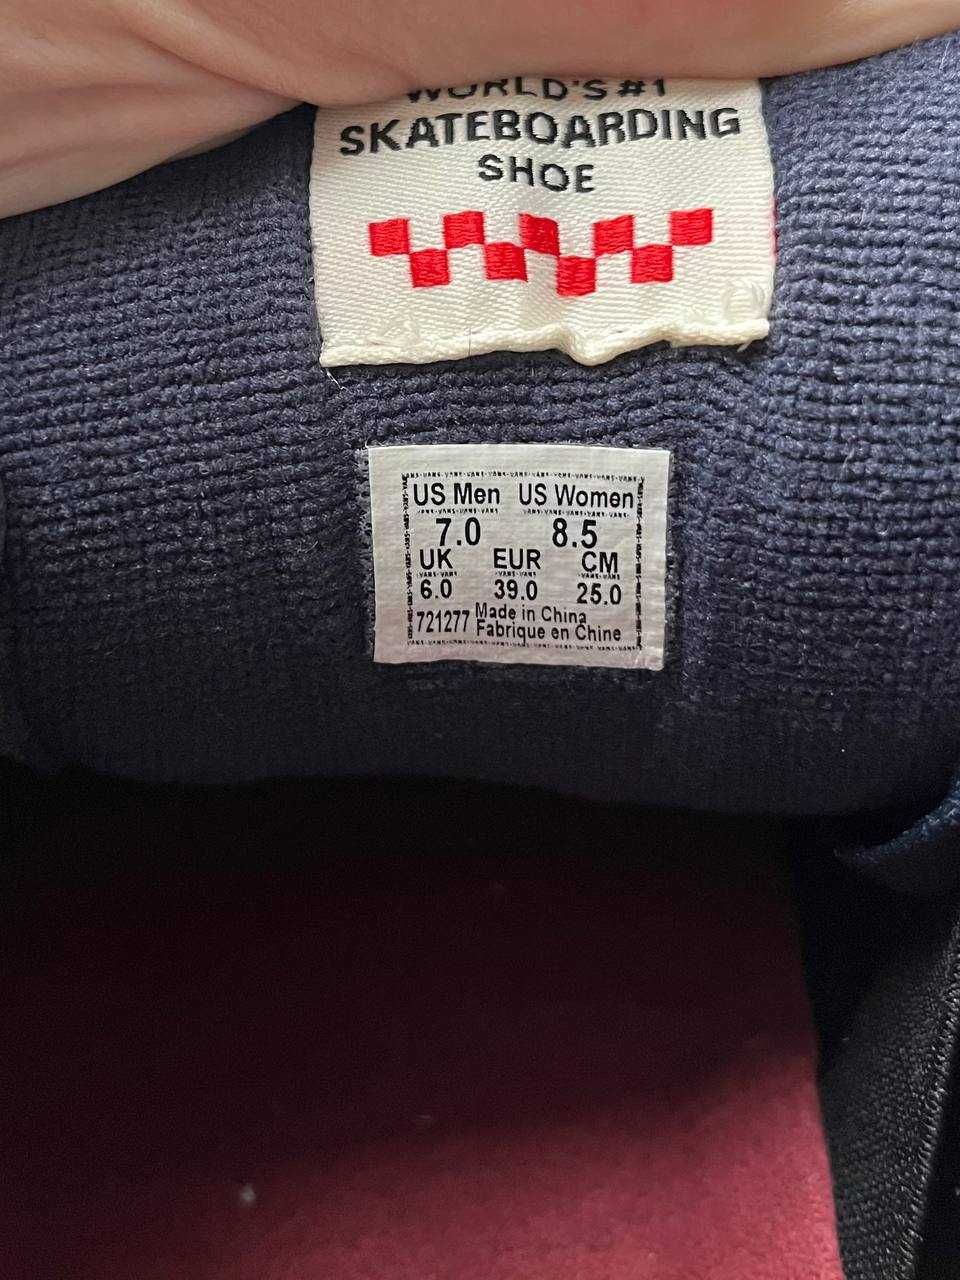 WORLD'S #1
SKATEBOARDING
SHOE
US Men US Women
7.0 8.5
UK EUR CM
6.0 39.0 25.0
721277 Made in China
Fabrique en Chine